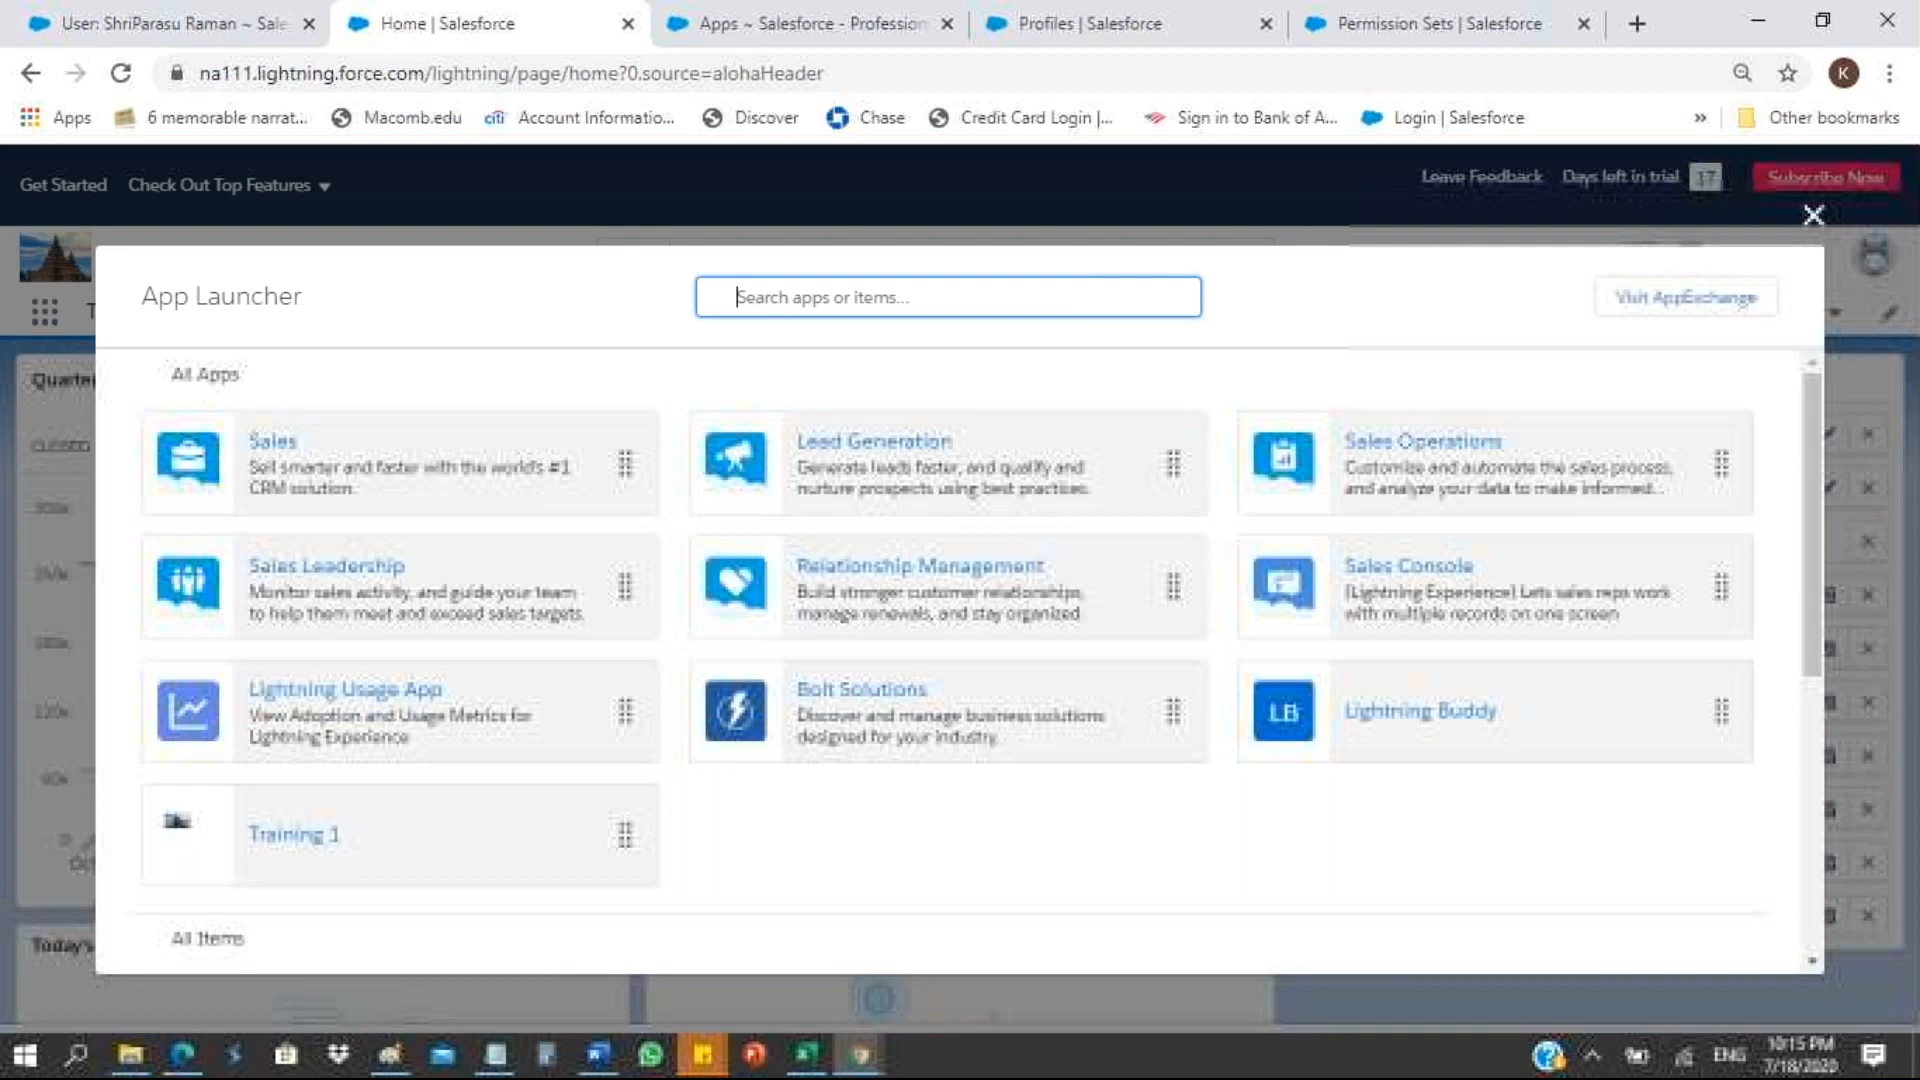 User: ShriParasu Raman ~ Sale
Home | Salesforce
Apps ~ Salesforce - Profession
Profiles | Salesforce
Permission Sets | Salesforce
na111.lightning.force.com/lightning/page/home?0.source=alohaHeader
K
Apps
6 memorable narrat...
Macomb.edu
citi
Account Informatio...
Discover
Chase
Credit Card Login |...
Sign in to Bank of A...
Login | Salesforce
»
Other bookmarks
Get Started
Check Out Top Features
Leave Feedback
Days left in trial
17
Subscribe Now
App Launcher
Search apps or items...
Visit AppExchange
All Apps
Sales
Sell smarter and faster with the world's #1
CRM solution.
Lead Generation
Generate leads faster, and qualify and
nurture prospects using best practices.
Sales Operations
Customize and automate the sales process,
and analyze your data to make informed...
Sales Leadership
Monitor sales activity, and guide your team
to help them meet and exceed sales targets.
Relationship Management
Build stronger customer relationships,
manage renewals, and stay organized.
Sales Console
(Lightning Experience) Lets sales reps work
with multiple records on one screen
Lightning Usage App
View Adoption and Usage Metrics for
Lightning Experience
Bolt Solutions
Discover and manage business solutions
designed for your industry.
LB
Lightning Buddy
Training 1
All Items
Quarte
Today's
ENG
10:15 PM
7/18/2020